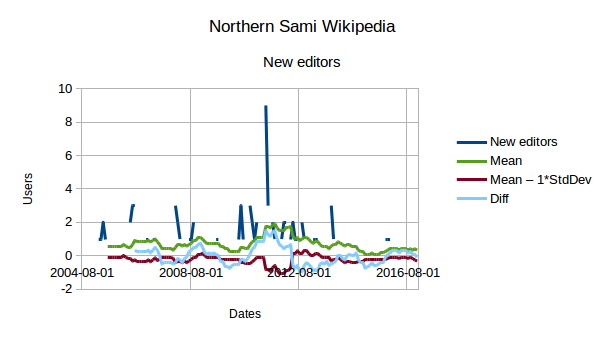 Northern Sami Wikipedia
New editors
10
8
6
4
2
0
-2
2004-08-01 2008-08-01 2012-08-01 2016-08-01
Users
Dates
New editors
Mean
Mean – 1*StdDev
Diff